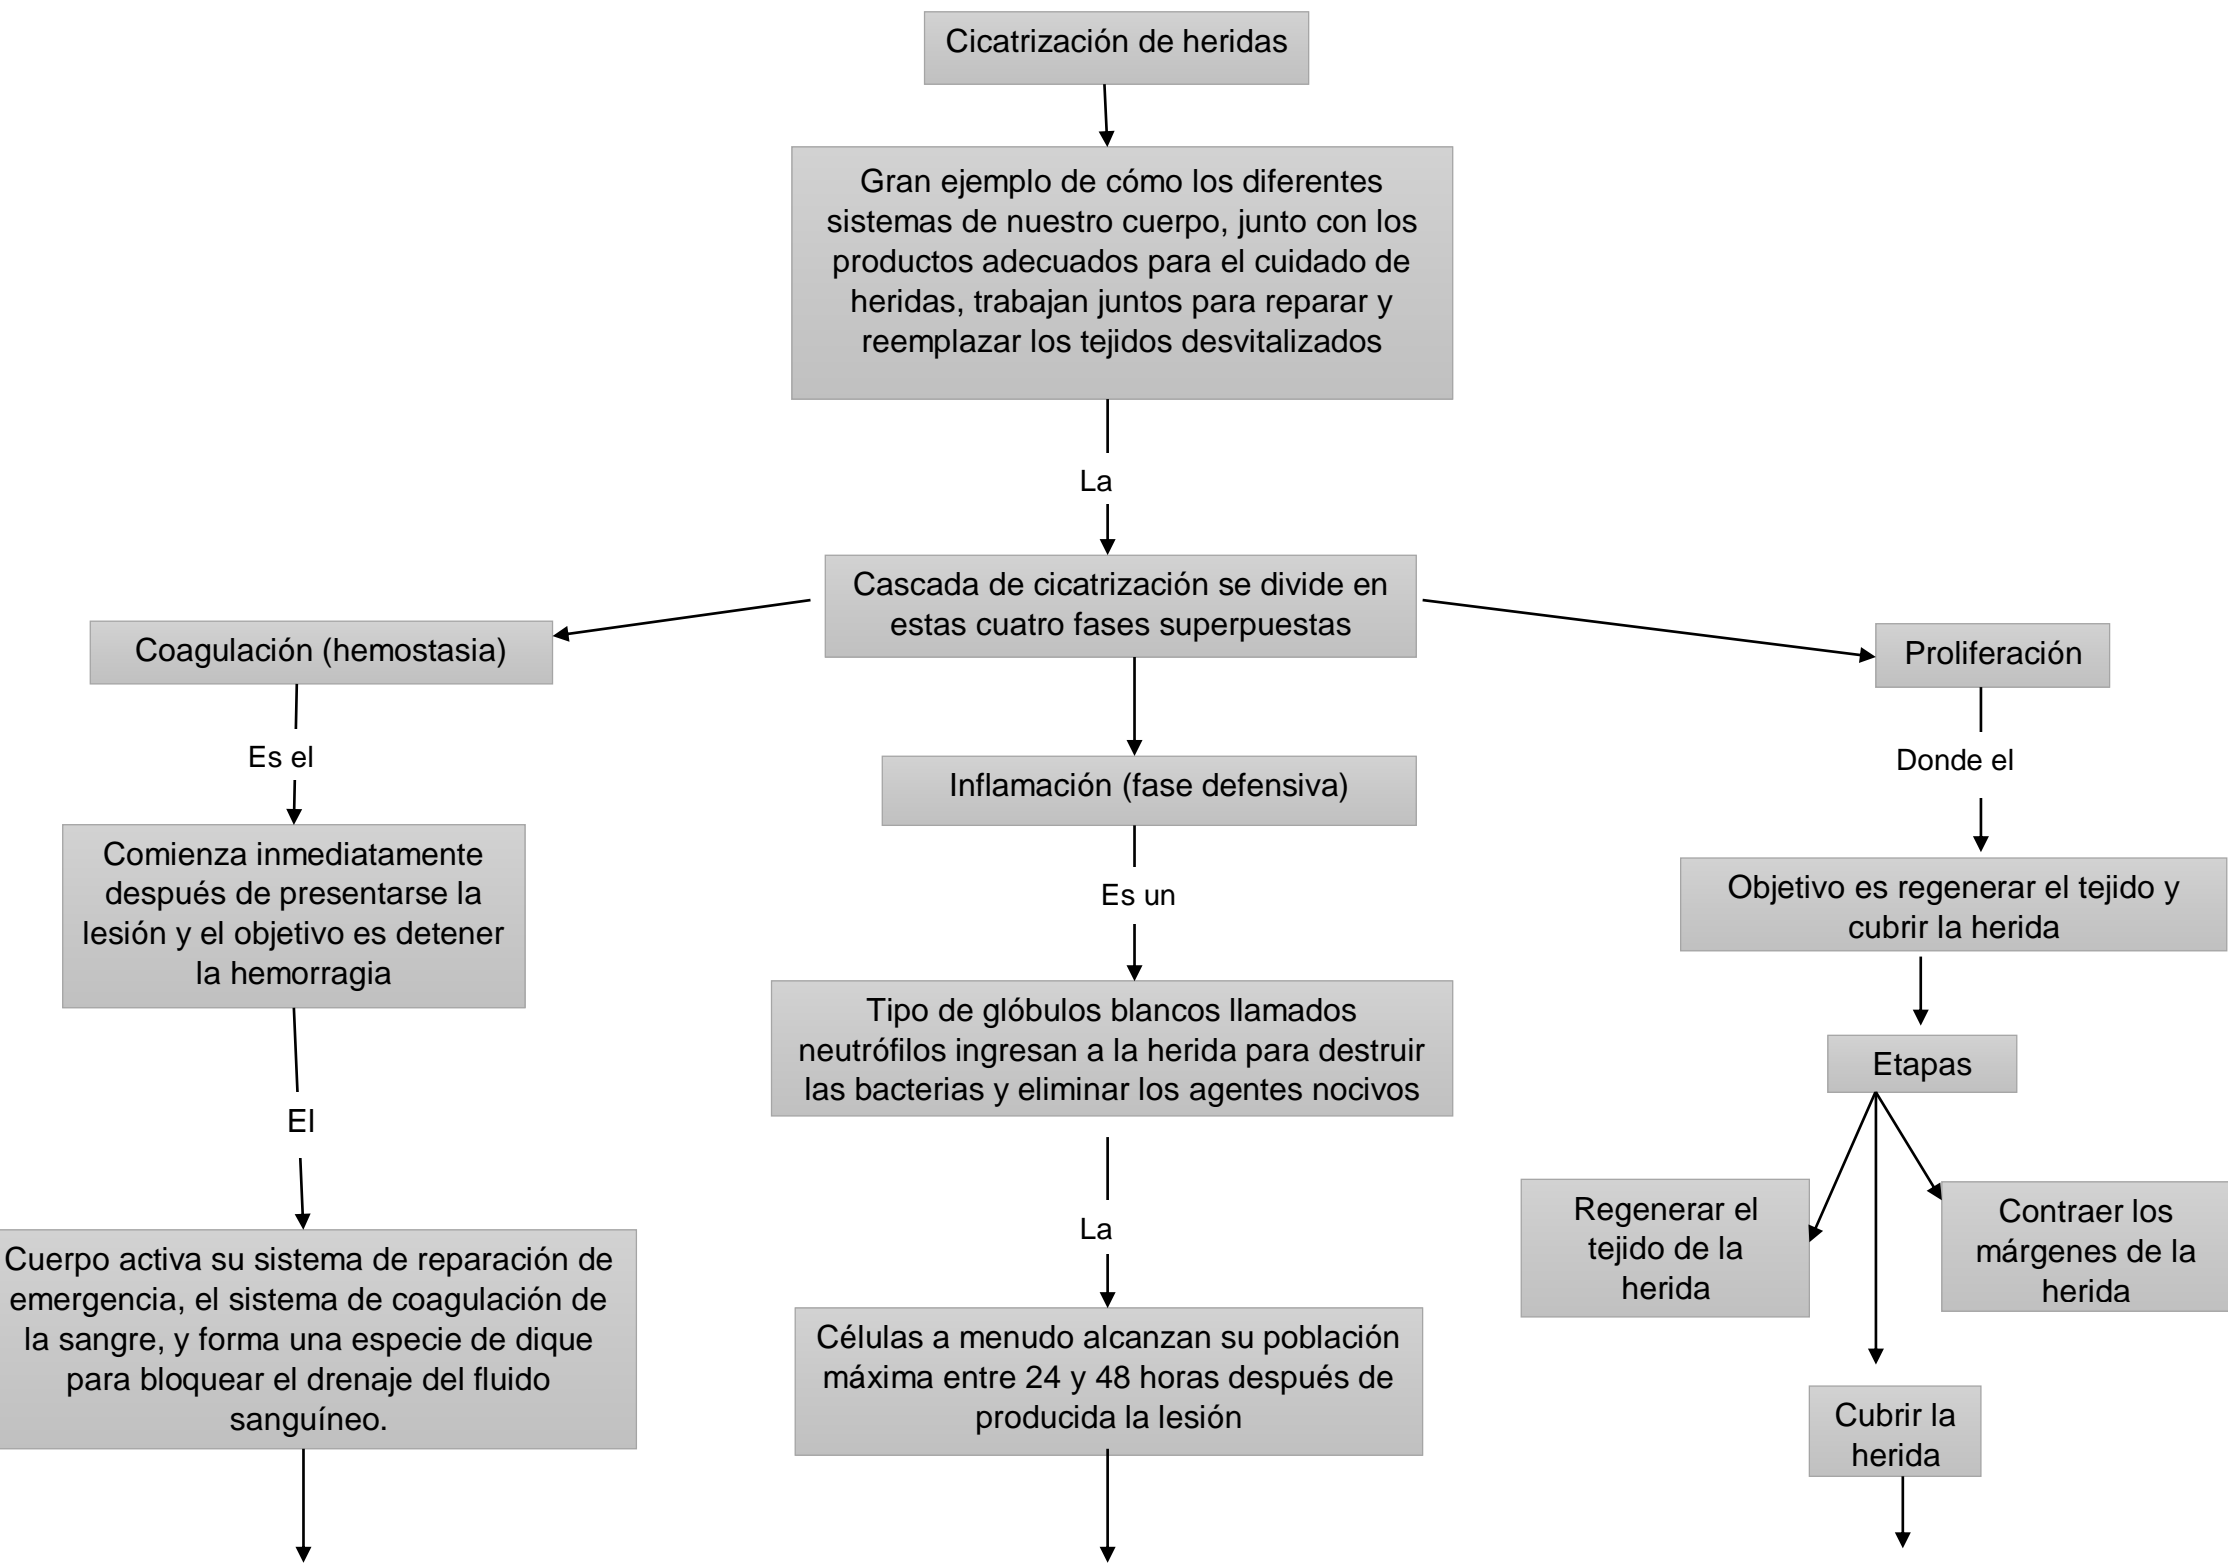 Cicatrización de heridas
Gran ejemplo de cómo los diferentes
sistemas de nuestro cuerpo, junto con los
productos adecuados para el cuidado de
heridas, trabajan juntos para reparar y
reemplazar los tejidos desvitalizados
La
Cascada de cicatrización se divide en
estas cuatro fases superpuestas
Coagulación (hemostasia)
Es el
Comienza inmediatamente
después de presentarse la
lesión y el objetivo es detener
la hemorragia
El
Cuerpo activa su sistema de reparación de
emergencia, el sistema de coagulación de
la sangre, y forma una especie de dique
para bloquear el drenaje del fluido
sanguíneo.
Inflamación (fase defensiva)
Es un
Tipo de glóbulos blancos llamados
neutrófilos ingresan a la herida para destruir
las bacterias y eliminar los agentes nocivos
La
Células a menudo alcanzan su población
máxima entre 24 y 48 horas después de
producida la lesión
Proliferación
Donde el
Objetivo es regenerar el tejido y
cubrir la herida
Etapas
Regenerar el
tejido de la
herida
Cubrir la
herida
Contraer los
márgenes de la
herida